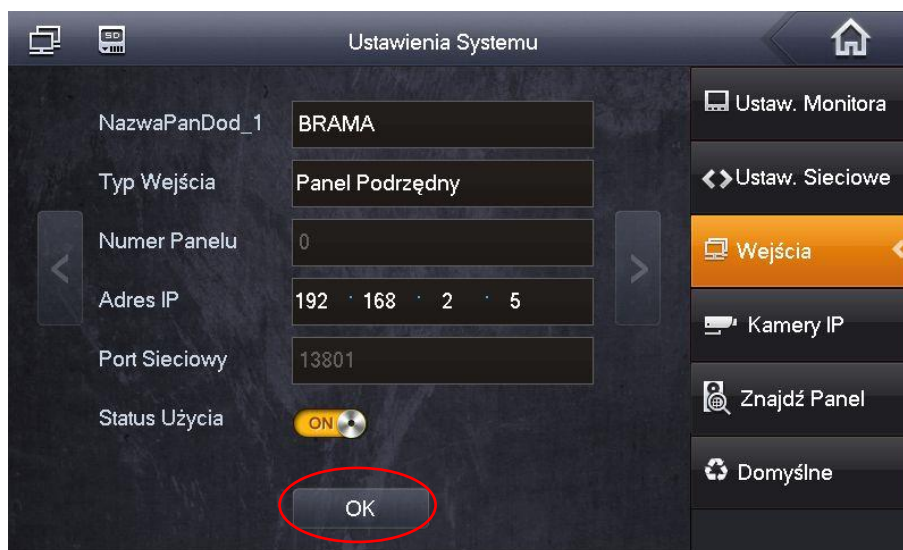 SD
Ustawienia Systemu
NazwaPanDod_1
BRAMA
Typ Wejścia
Panel Podrzędny
Numer Panelu
0
Adres IP
192 · 168 · 2 · 5
Port Sieciowy
13801
Status Użycia
ON
OK
Ustaw. Monitora
Ustaw. Sieciowe
Wejścia
Kamery IP
Znajdź Panel
Domyślne